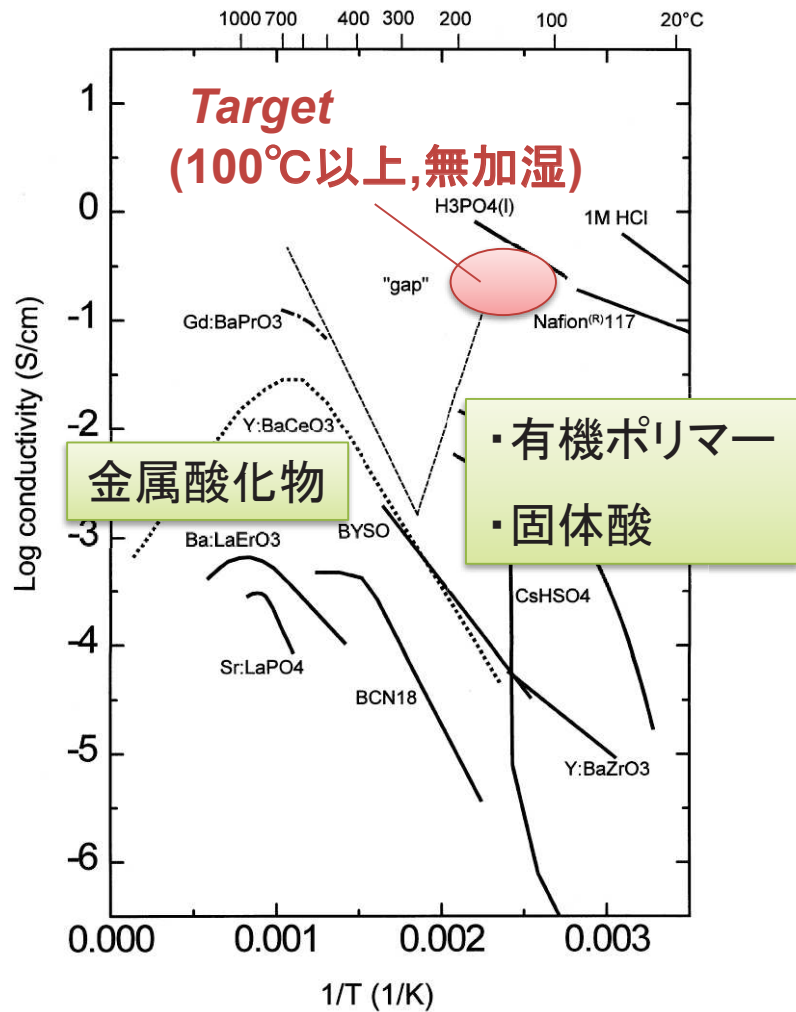 1000 700 400 300 200 100 20°C
Target
(100℃以上,無加湿)
H3PO4(l)
1M HCl
"gap"
Gd:BaPrO3
Nafion(R)117
Y:BaCeO3
・有機ポリマー
金属酸化物
・固体酸
BYSO
Ba:LaErO3
CsHSO4
Sr:LaPO4
BCN18
Y:BaZrO3
Log conductivity (S/cm)
1
0
-1
-2
-3
-4
-5
-6
0.000 0.001 0.002 0.003
1/T (1/K)